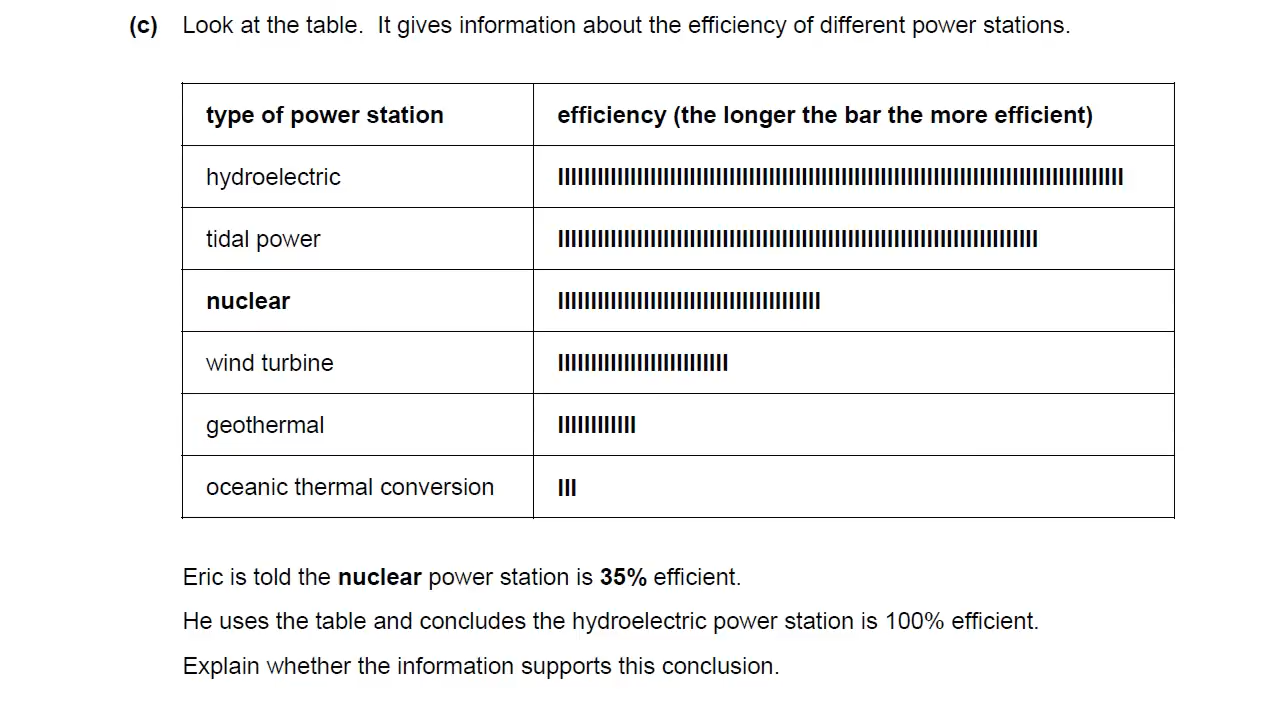 (c) Look at the table. It gives information about the efficiency of different power stations.
type of power station efficiency (the longer the bar the more efficient)
hydroelectric
tidal power
nuclear
wind turbine
geothermal
oceanic thermal conversion
Eric is told the nuclear power station is 35% efficient.
He uses the table and concludes the hydroelectric power station is 100% efficient.
Explain whether the information supports this conclusion.